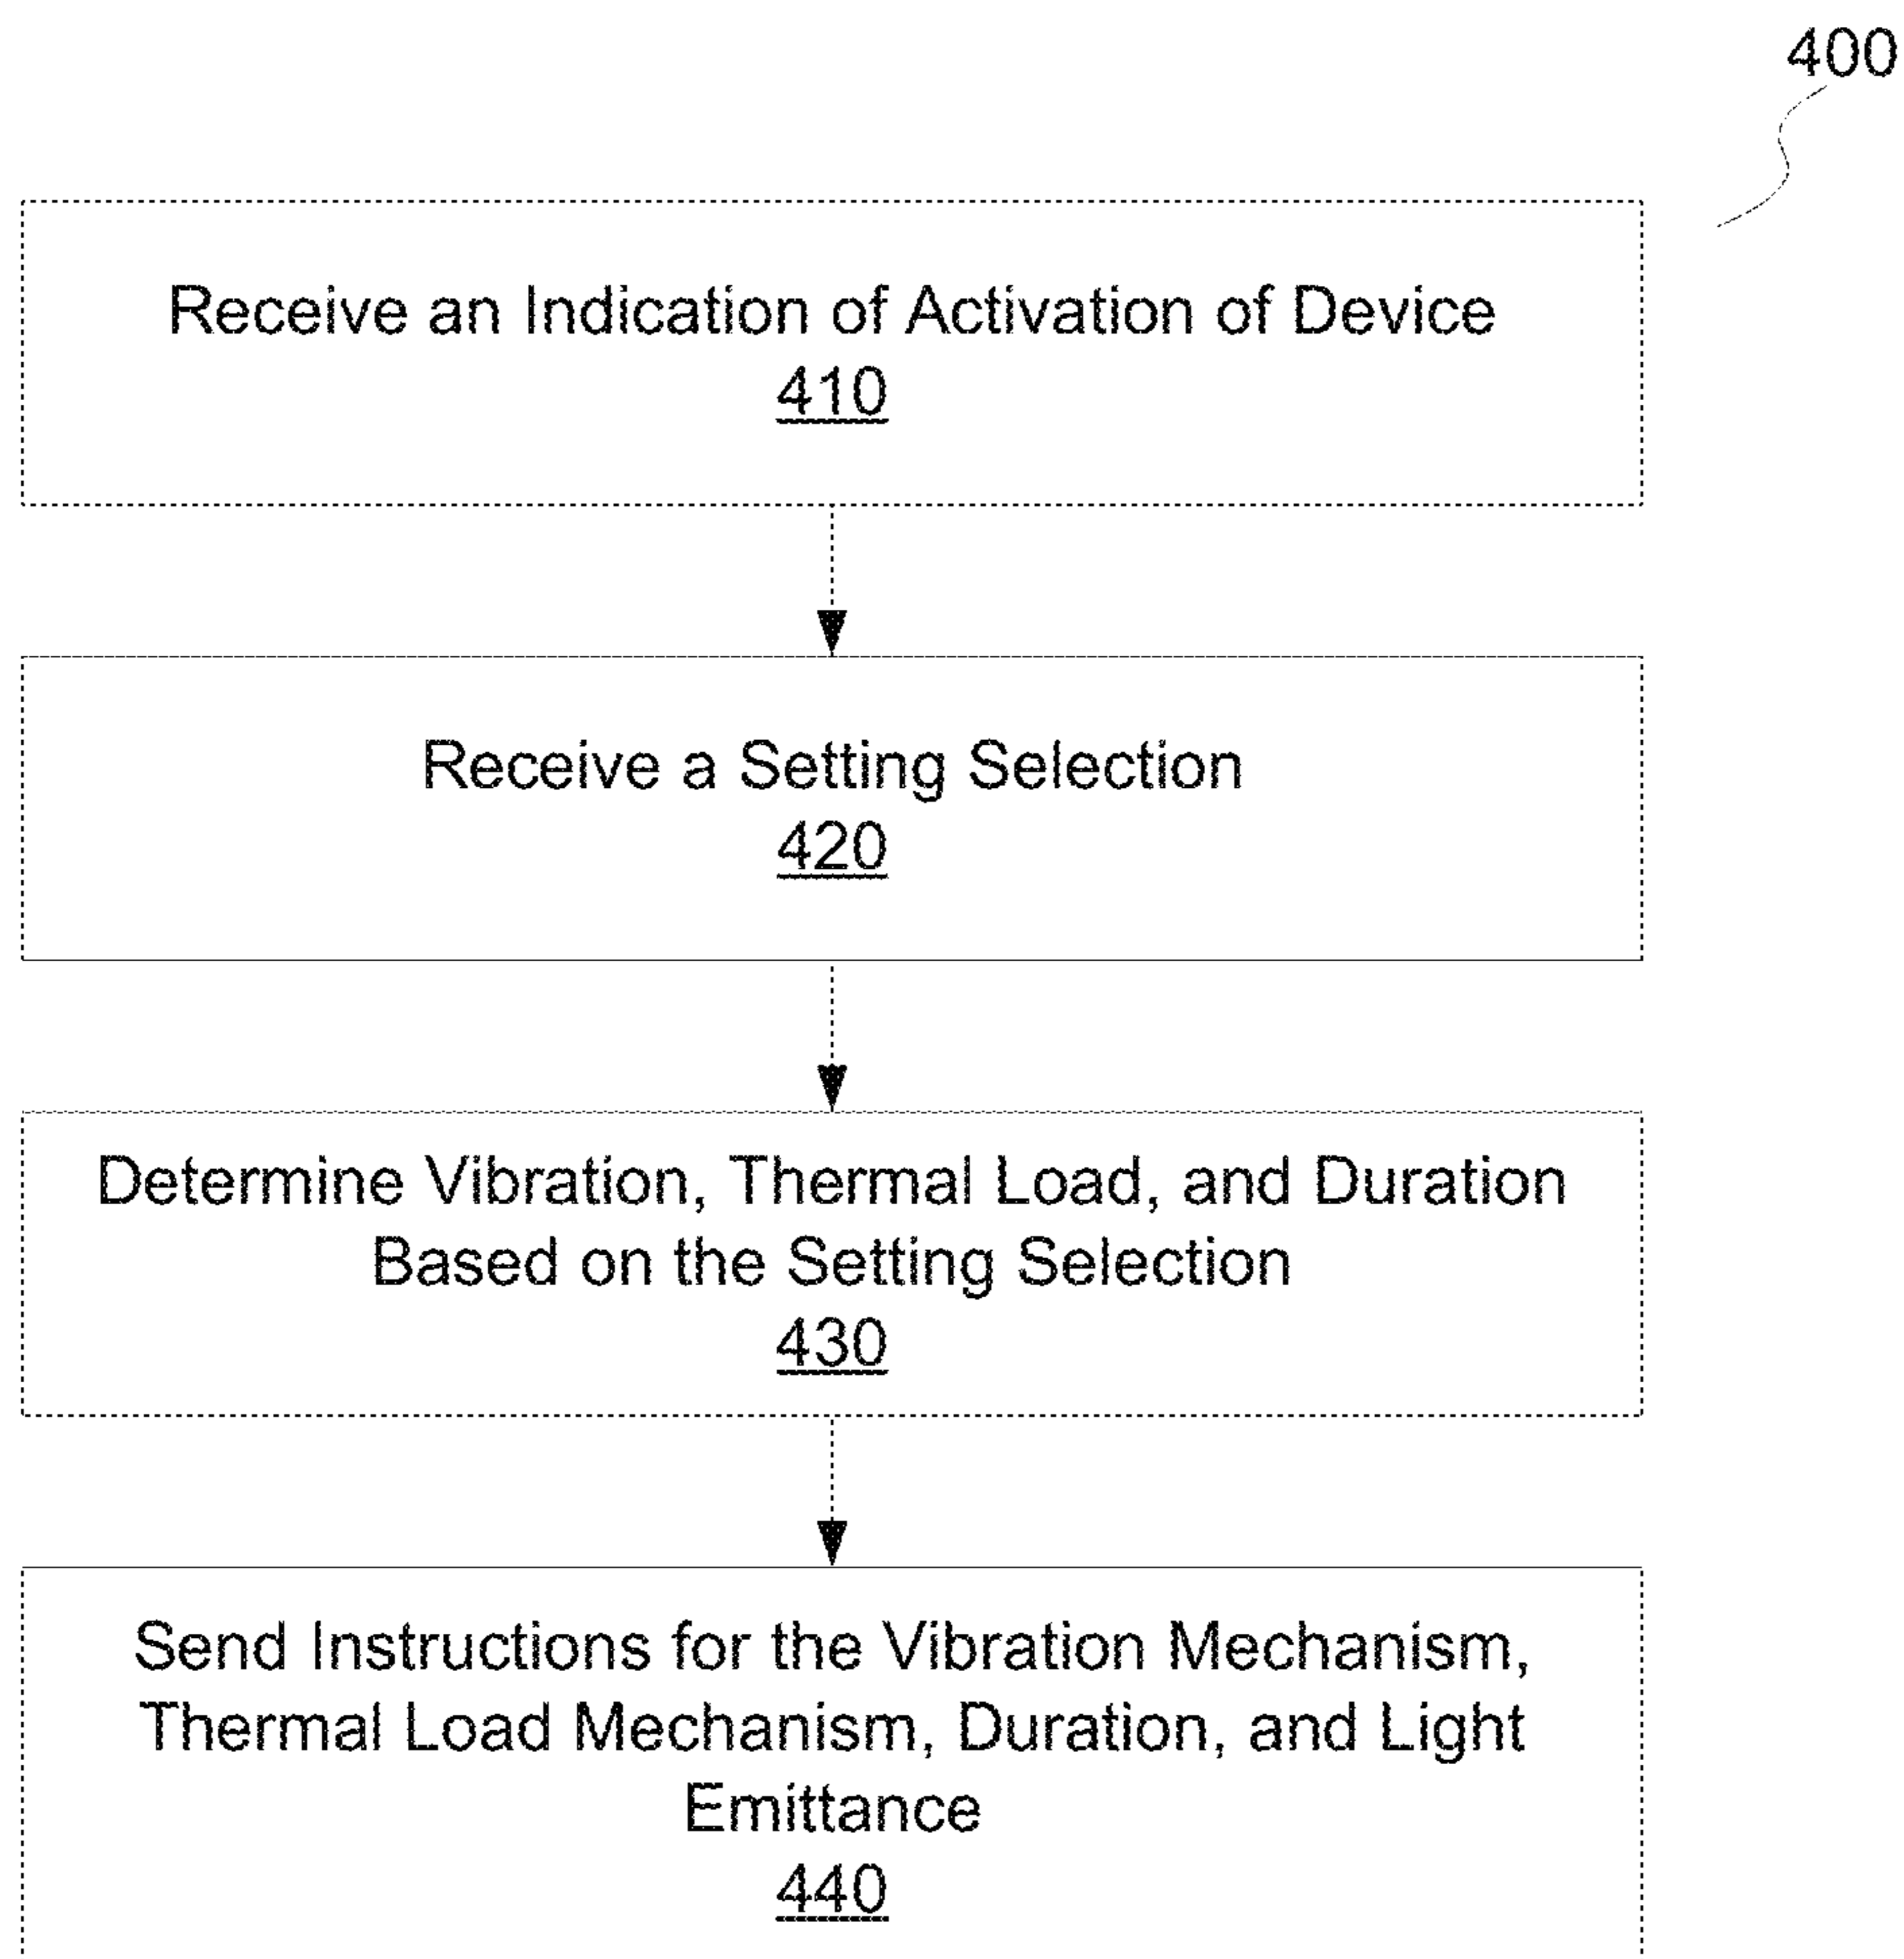 400
Receive an Indication of Activation of Device
410
Receive a Setting Selection
420
Determine Vibration, Thermal Load, and Duration
Based on the Setting Selection
430
Send Instructions for the Vibration Mechanism,
Thermal Load Mechanism, Duration, and Light
Emittance
440